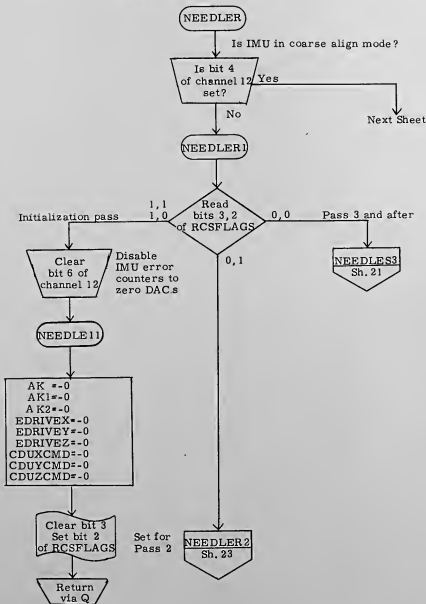 NEEDLER
Is IMU in coarse align mode?
Is bit 4
of channel 12
set?
Yes
No
Next Sheet
NEEDLER1
Initialization pass
1,1
1,0
Read
bits 3,2
of RCSFLAGS
0,0
Pass 3 and after
0,1
Clear
bit 6 of
channel 12
Disable
IMU error
counters to
zero DACs
NEEDLES3
Sh. 21
NEEDLE11
AK =-0
AK1=-0
AK2=-0
EDRIVEX=-0
EDRIVEY=-0
EDRIVEZ=-0
CDUXCMD=-0
CDUYCMD=-0
CDUZCMD=-0
Clear bit 3
Set bit 2
of RCSFLAGS
Set for
Pass 2
NEEDLER2
Sh. 23
Return
via Q